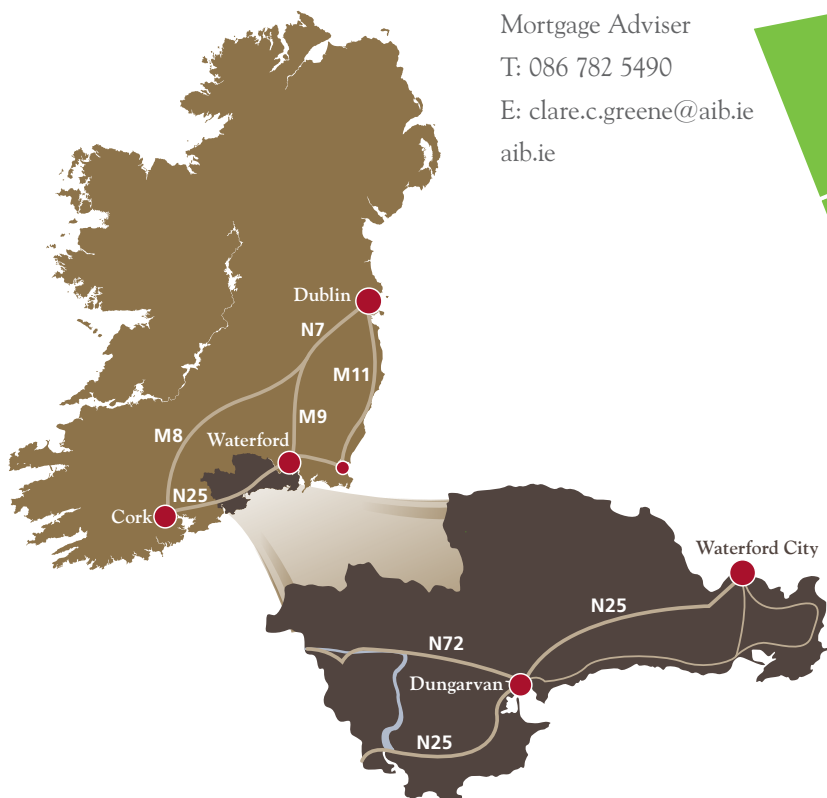 Mortgage Adviser
T: 086 782 5490
E: clare.c.greene@aib.ie
aib.ie
Dublin
N7
M11
M9
M8
Waterford
N25
Cork
Waterford City
N25
N72
Dungarvan
N25